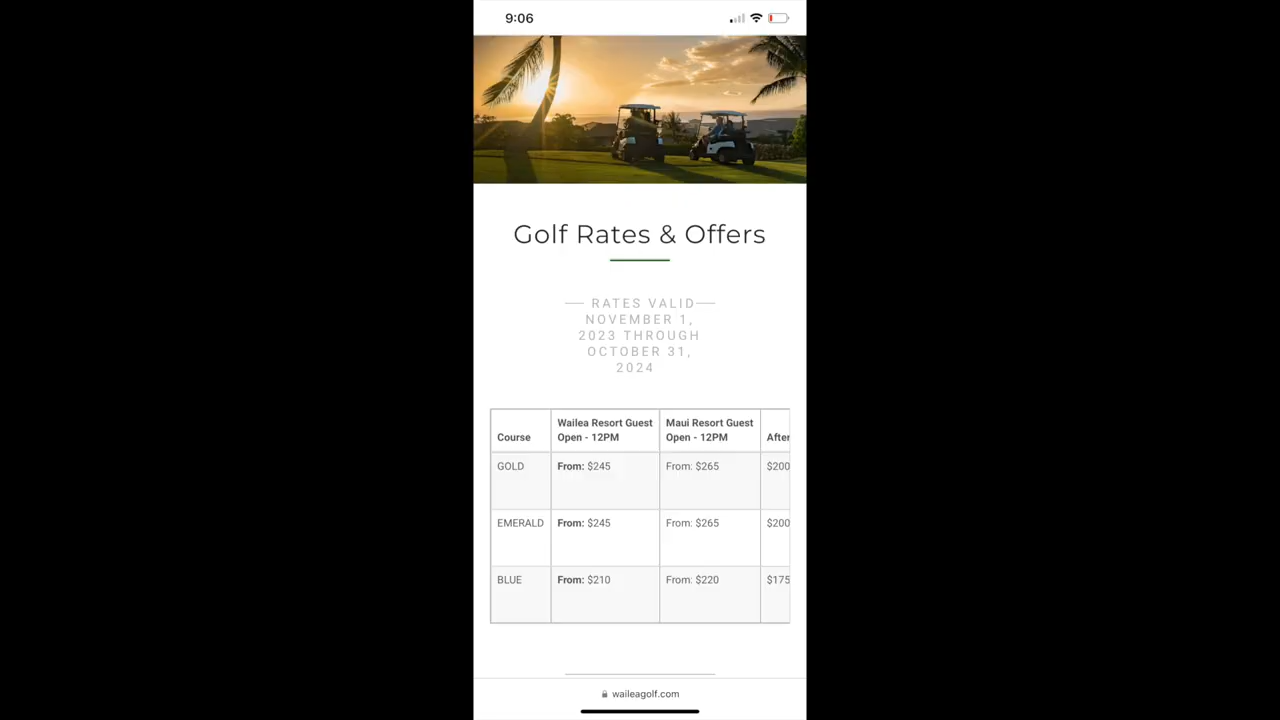 9:06
Golf Rates & Offers
RATES VALID
NOVEMBER 1,
2023 THROUGH
OCTOBER 31,
2024
Course | Wailea Resort Guest Open - 12PM | Maui Resort Guest Open - 12PM | After
GOLD | From: $245 | From: $265 | $200
EMERALD | From: $245 | From: $265 | $200
BLUE | From: $210 | From: $220 | $175
waileagolf.com